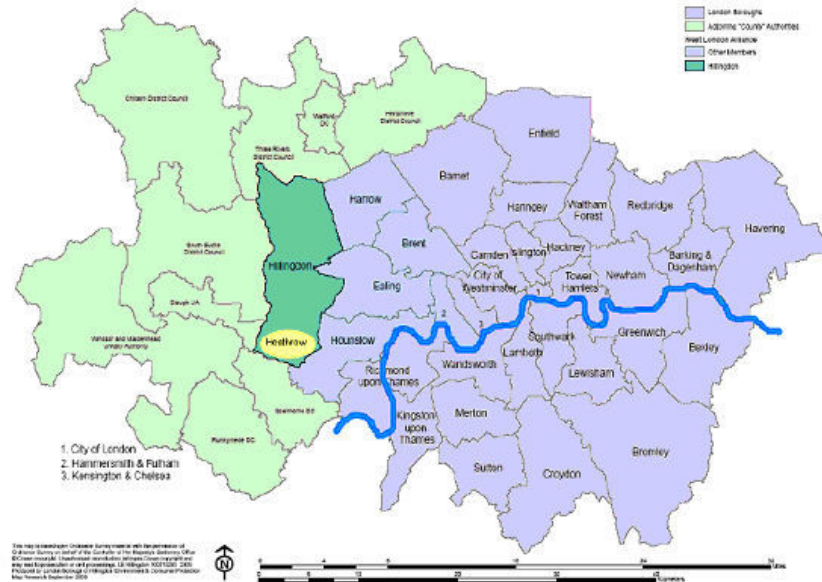 London Boroughs
Adjoining "County" Authorities
West London Alliance
Other Members
Hillingdon
Chiltern District Council
Three Rivers
District Council
Watford
Hertsmere
District Council
Enfield
Barnet
Harrow
Haringey
Waltham
Forest
Redbridge
Havering
Brent
South Bucks
District Council
Hillingdon
Camden
Islington
Hackney
Barking &
Dagenham
Ealing
City of
Westminster
Tower
Hamlets
Newham
Slough UA
Windsor and Maidenhead
Unitary Authority
1
2
3
Heathrow
Hounslow
Southwark
Greenwich
Bexley
Richmond
upon Thames
Wandsworth
Lambeth
Lewisham
Spelthorne BC
Merton
Kingston
upon
Thames
Runnymede BC
Bromley
Sutton
Croydon
1. City of London
2. Hammersmith & Fulham
3. Kensington & Chelsea
N